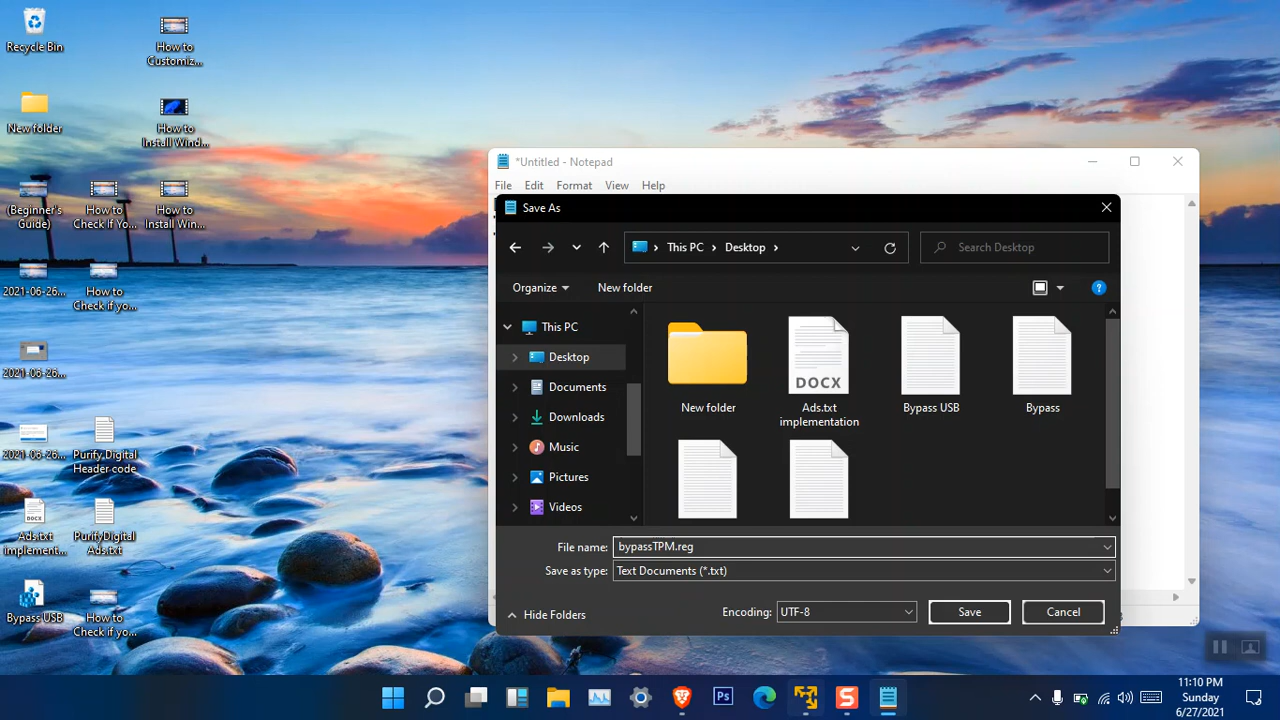 Recycle Bin
How to
Customiz...
New folder
How to
Install Wind...
(Beginner's
Guide)
How to
Check If Yo...
How to
Install Win...
2021-06-26...
How to
Check if you...
2021-06-26...
2021-06-26...
Purify.Digital
Header code
Ads.txt
implement...
PurifyDigital
Ads.txt
Bypass USB
How to
Check if yo...
*Untitled - Notepad
File Edit Format View Help
Save As
This PC > Desktop >
Search Desktop
Organize
New folder
This PC
Desktop
Documents
Downloads
Music
Pictures
Videos
New folder
DOCX
Ads.txt
implementation
Bypass USB
Bypass
File name: bypassTPM.reg
Save as type: Text Documents (*.txt)
Hide Folders
Encoding: UTF-8
Save
Cancel
Ps
S
11:10 PM
Sunday
6/27/2021